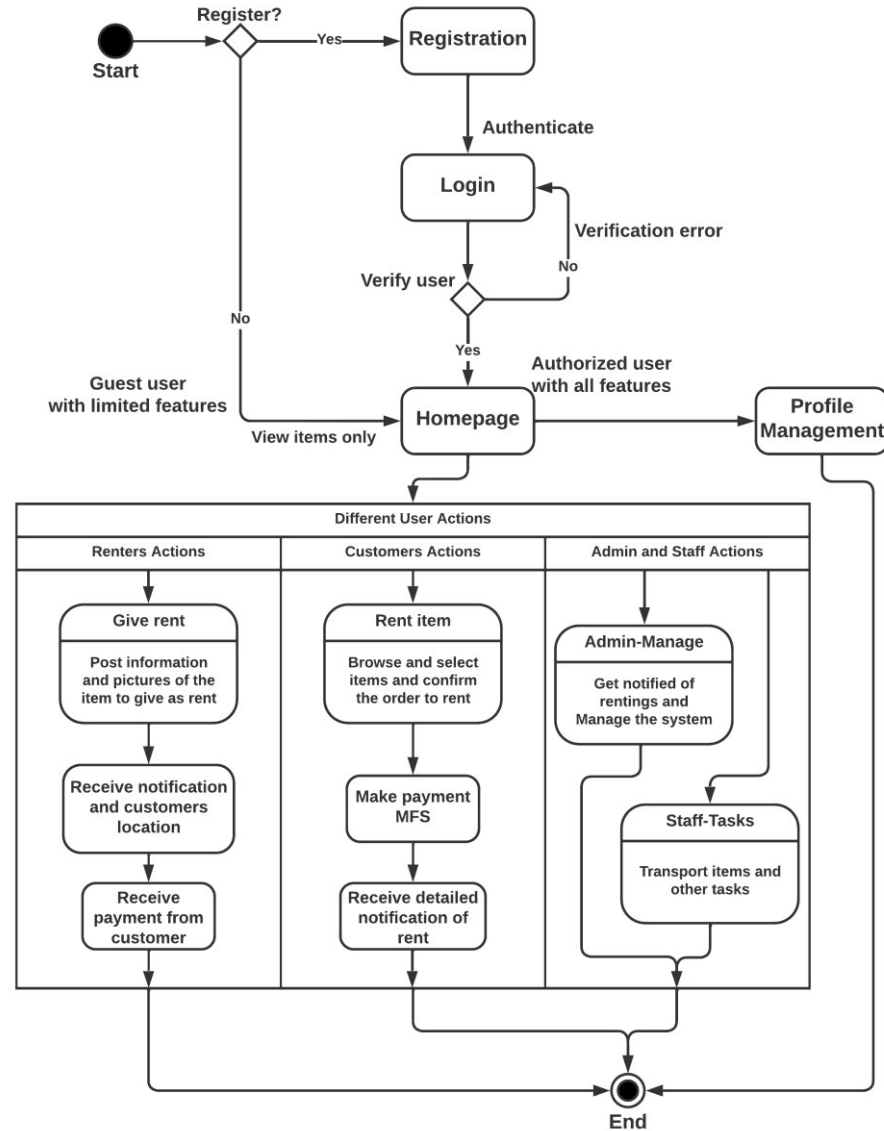 Register?
Start
Yes
Registration
Authenticate
Login
Verification error
No
Verify user
Yes
No
Guest user
with limited features
View items only
Homepage
Authorized user
with all features
Profile
Management
Different User Actions
Renters Actions
Customers Actions
Admin and Staff Actions
Give rent
Post information
and pictures of the
item to give as rent
Receive notification
and customers
location
Receive
payment from
customer
Rent item
Browse and select
items and confirm
the order to rent
Make payment
MFS
Receive detailed
notification of
rent
Admin-Manage
Get notified of
rentings and
Manage the system
Staff-Tasks
Transport items and
other tasks
End